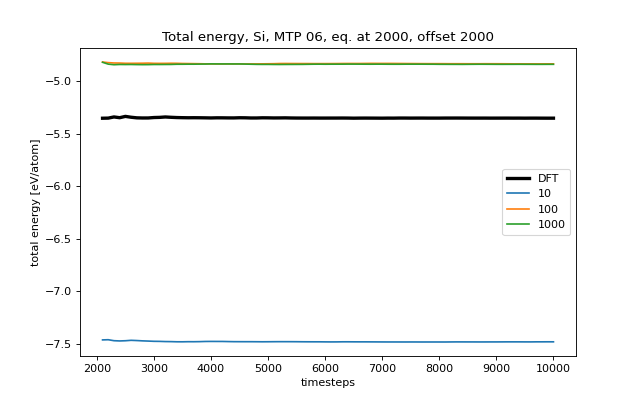 Total energy, Si, MTP 06, eq. at 2000, offset 2000
total energy [eV/atom]
−5.0
−5.5
−6.0
−6.5
−7.0
−7.5
DFT
10
100
1000
2000 3000 4000 5000 6000 7000 8000 9000 10000
timesteps